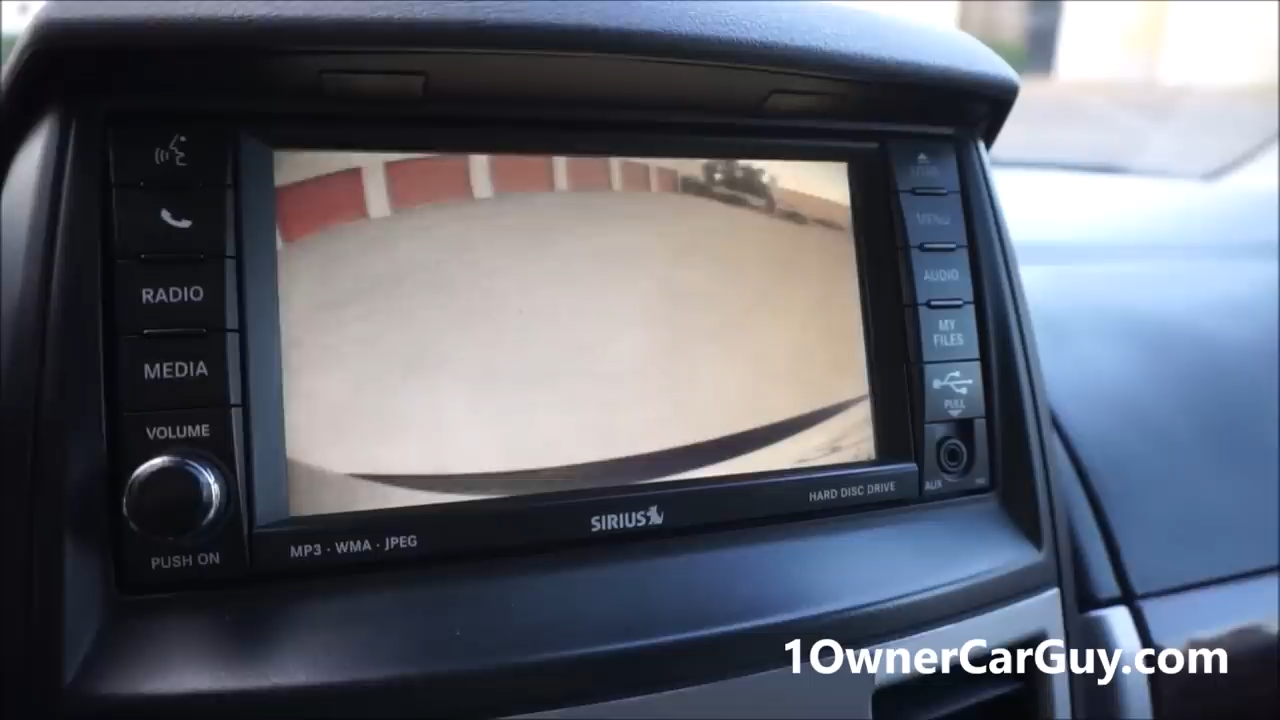 RADIO
MEDIA
VOLUME
PUSH ON
MP3 · WMA · JPEG
SIRIUS
HARD DISC DRIVE
MENU
AUDIO
MY
FILES
PULL
AUX
1OwnerCarGuy.com